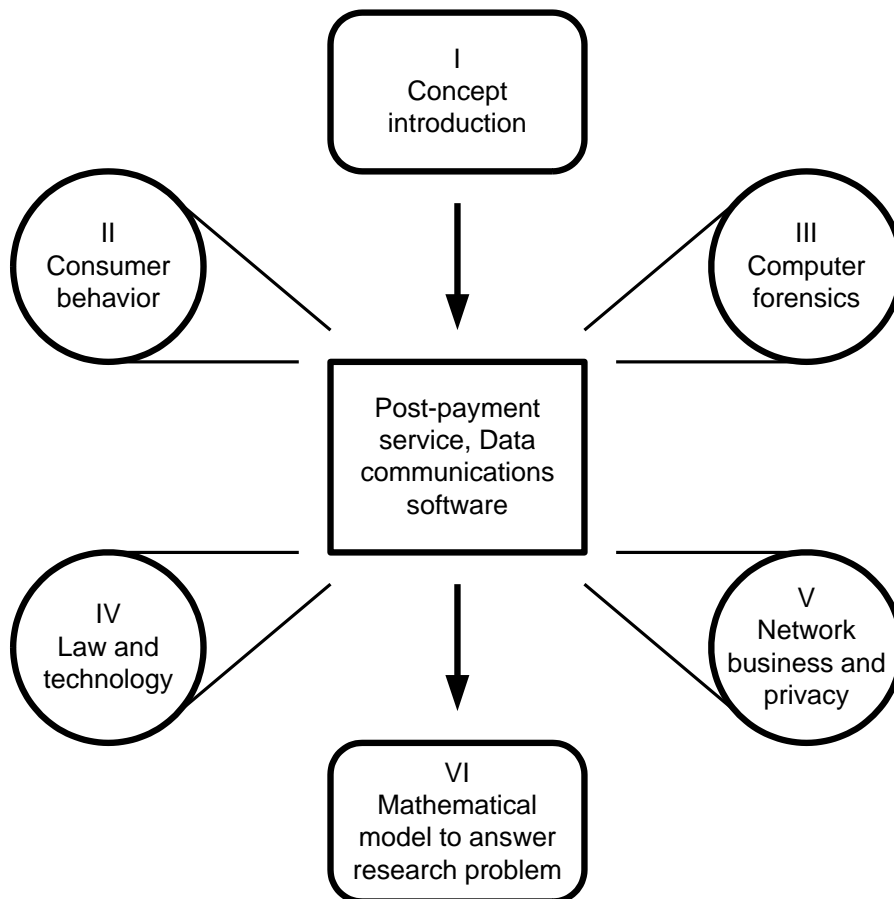 I
Concept
introduction
II
Consumer
behavior
III
Computer
forensics
Post-payment
service, Data
communications
software
IV
Law and
technology
V
Network
business and
privacy
VI
Mathematical
model to answer
research problem